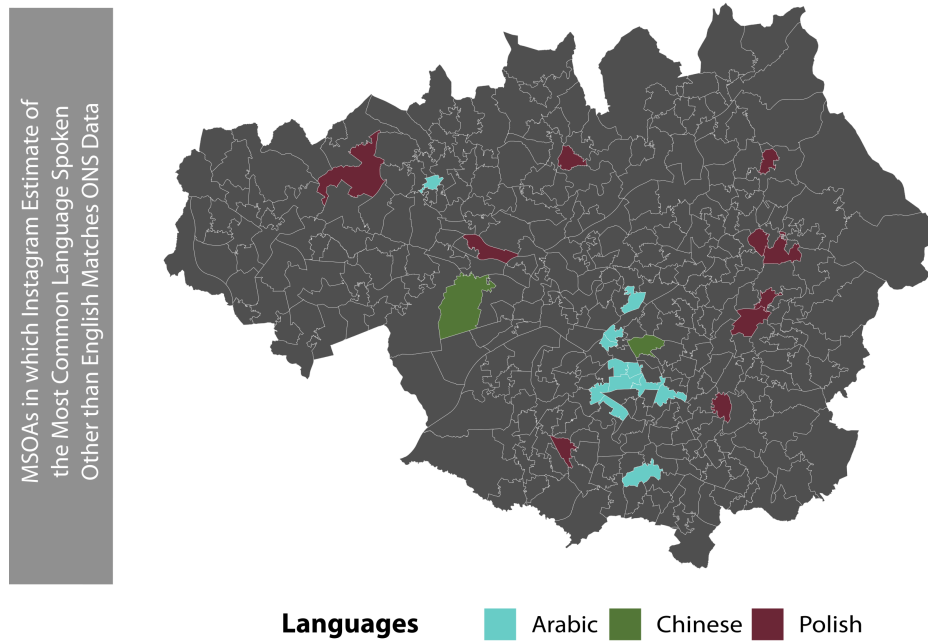 MSOAs in which Instagram Estimate of
the Most Common Language Spoken
Other than English Matches ONS Data
Languages Arabic Chinese Polish